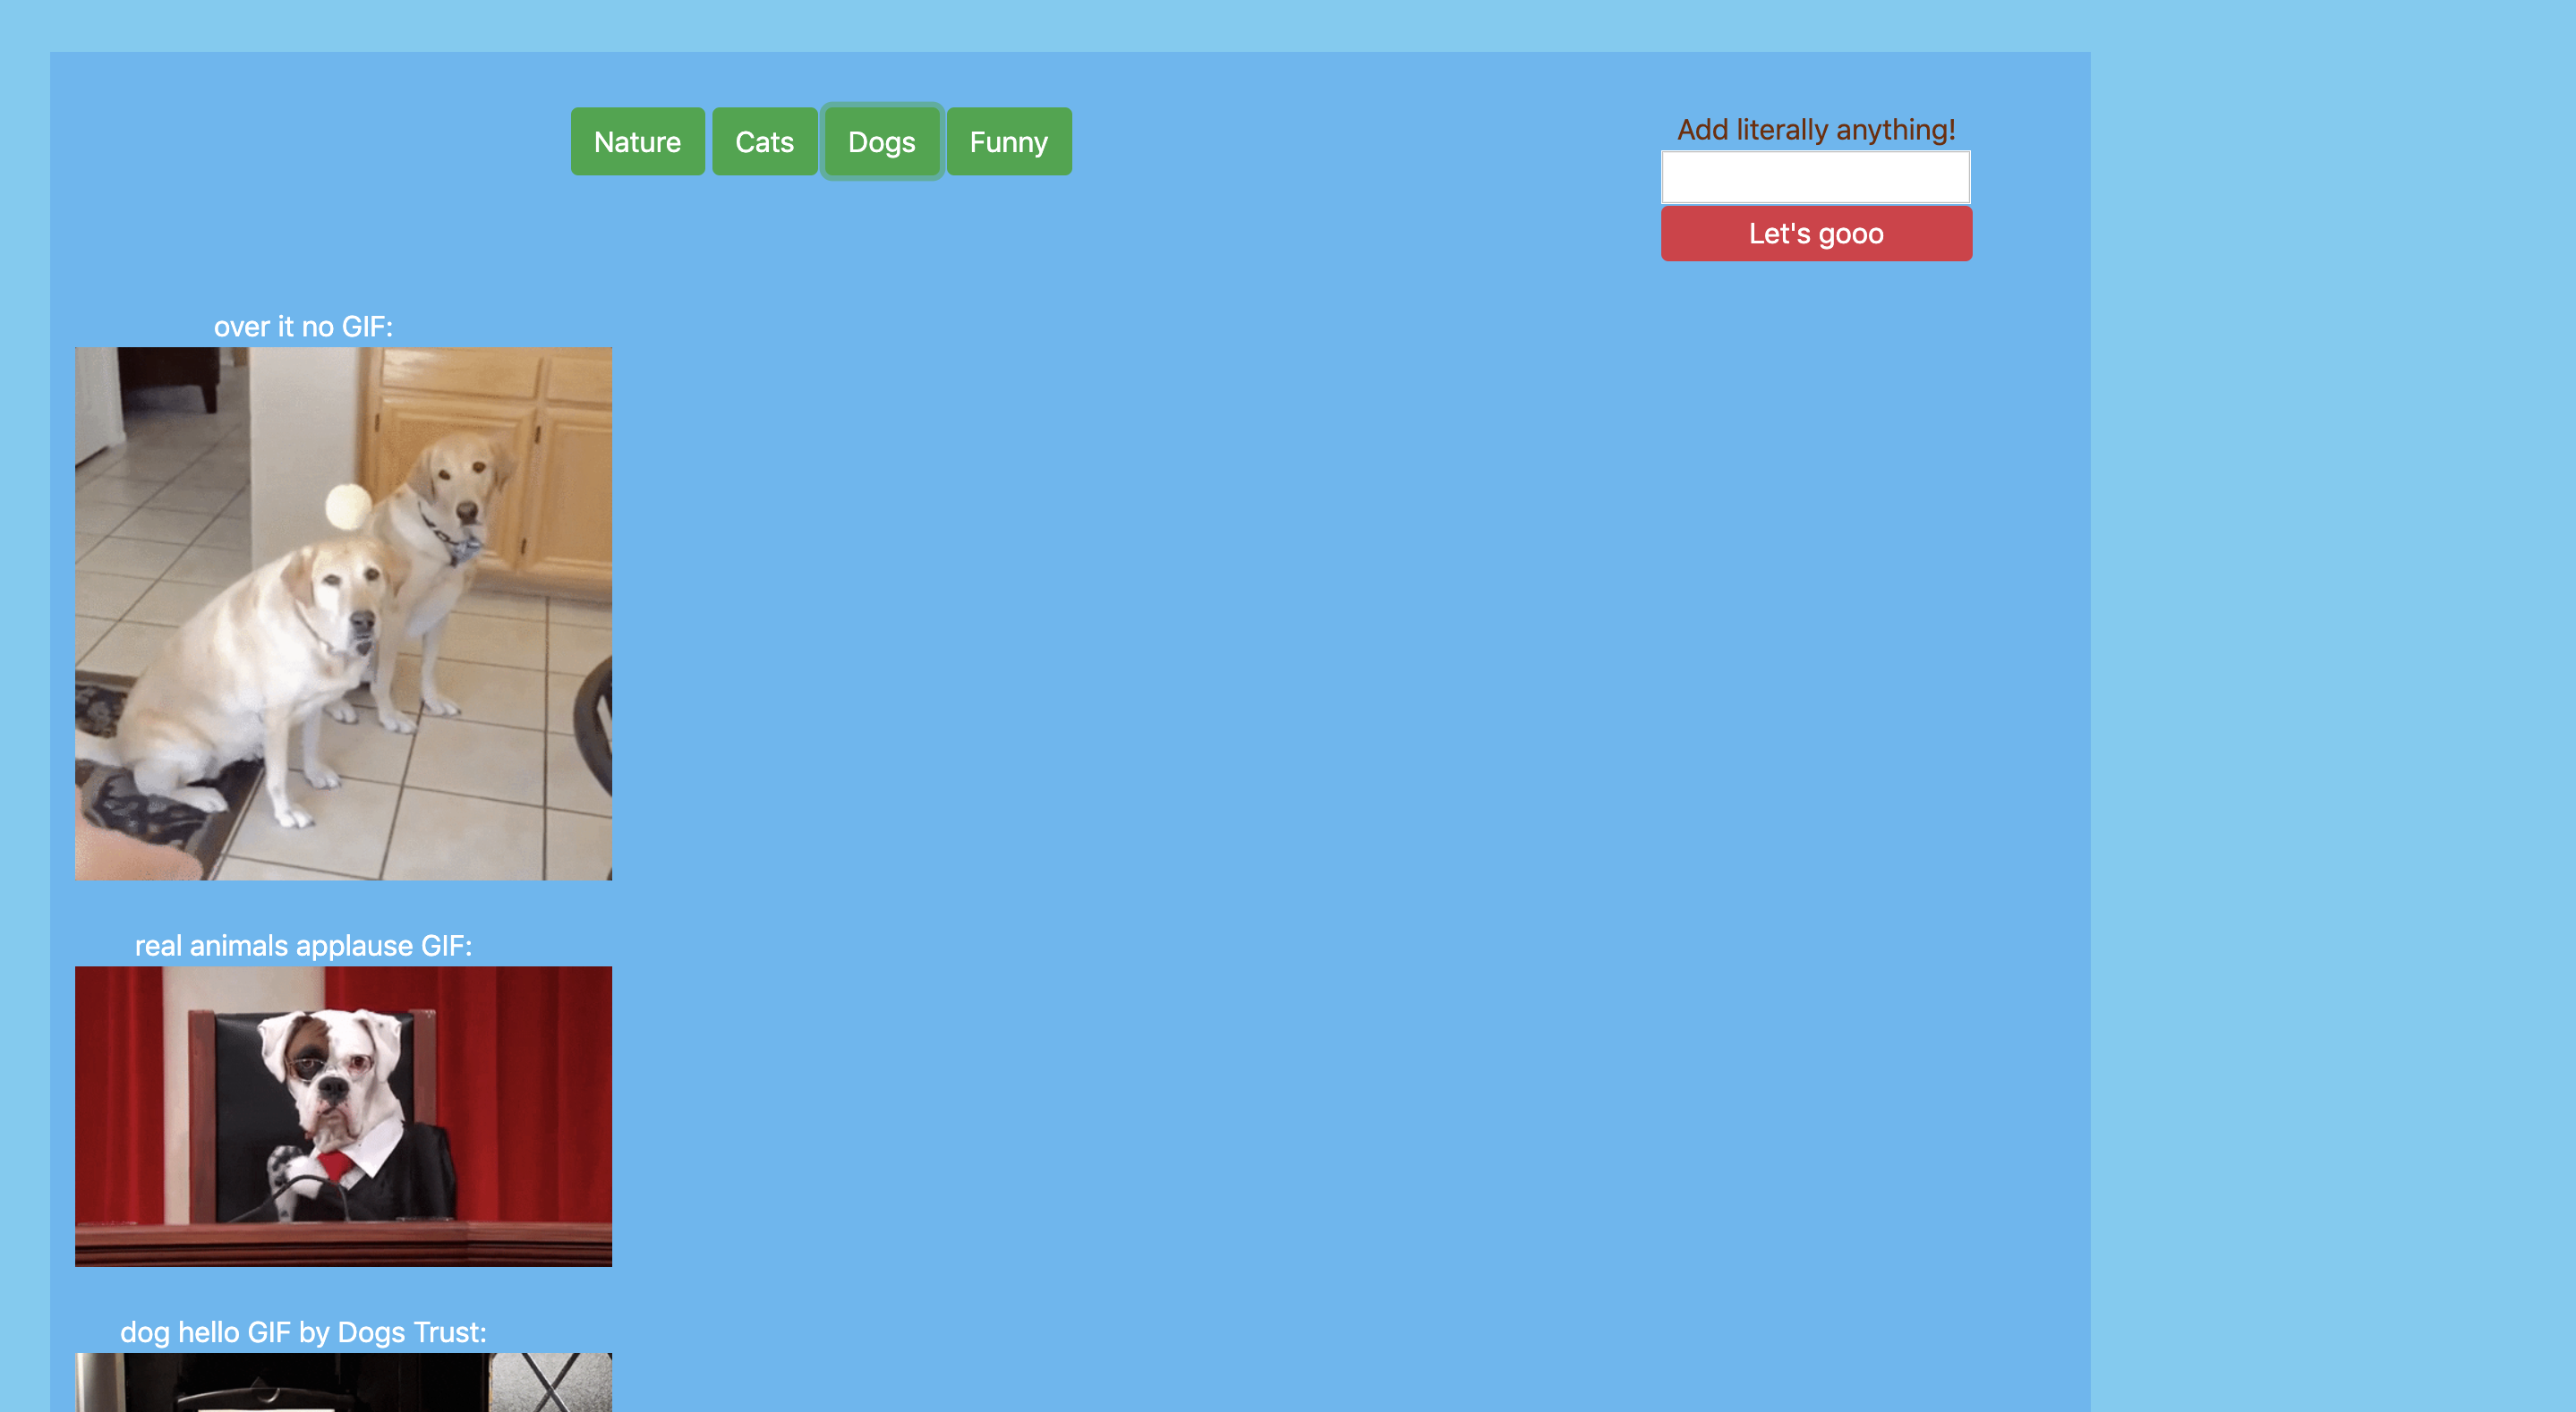 Nature Cats Dogs Funny
Add literally anything!
Let's gooo
over it no GIF:
real animals applause GIF:
dog hello GIF by Dogs Trust: